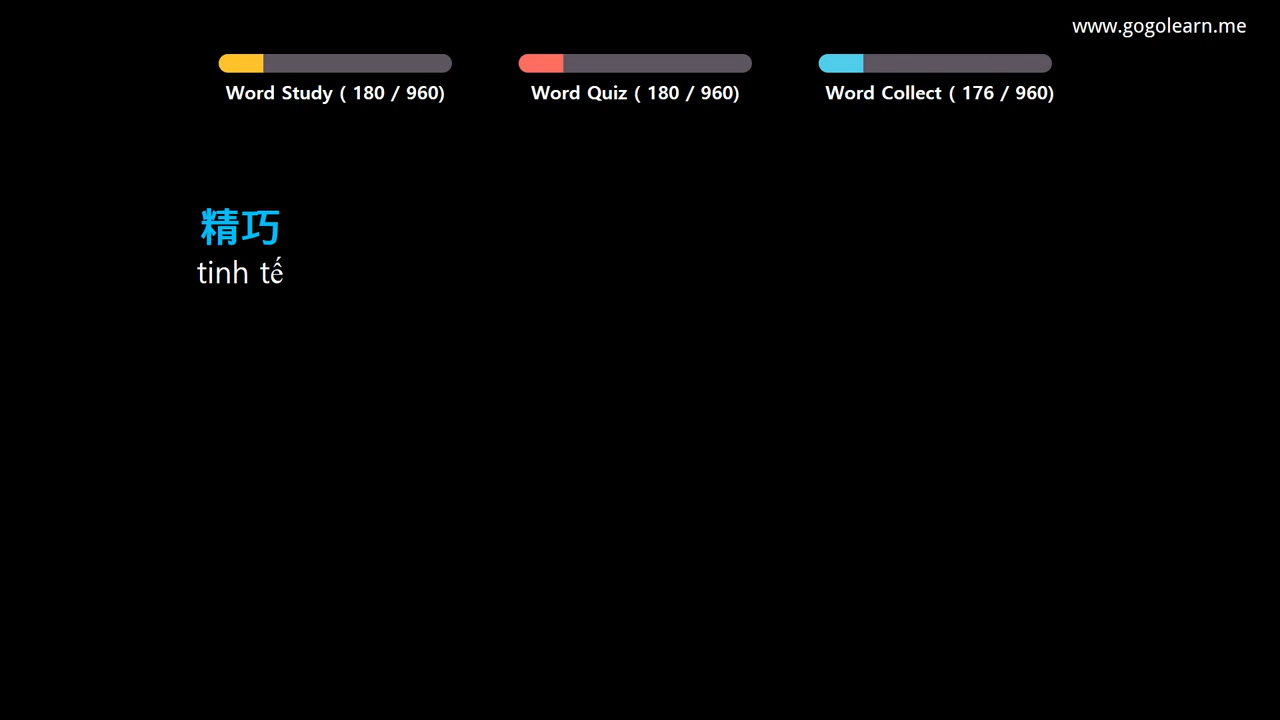 www.gogolearn.me
Word Study ( 180 / 960)
Word Quiz ( 180 / 960)
Word Collect ( 176 / 960)
精巧
tinh tế